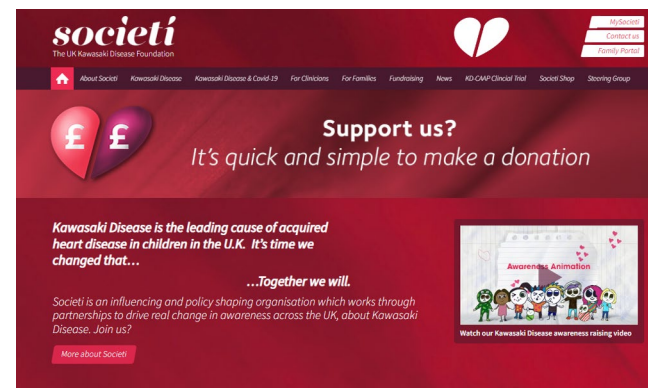 societi
The UK Kawasaki Disease Foundation
MySocieti
Contact us
Family Portal
About Societi Kawasaki Disease Kawasaki Disease & Covid-19 For Clinicians For Families Fundraising News KD-CAAP Clincial Trial Societi Shop Steering Group
£ £
Support us?
It's quick and simple to make a donation
Kawasaki Disease is the leading cause of acquired
heart disease in children in the U.K. It's time we
changed that…
…Together we will.
Societi is an influencing and policy shaping organisation which works through
partnerships to drive real change in awareness across the UK, about Kawasaki
Disease. Join us?
More about Societi
Awareness Animation
Watch our Kawasaki Disease awareness raising video